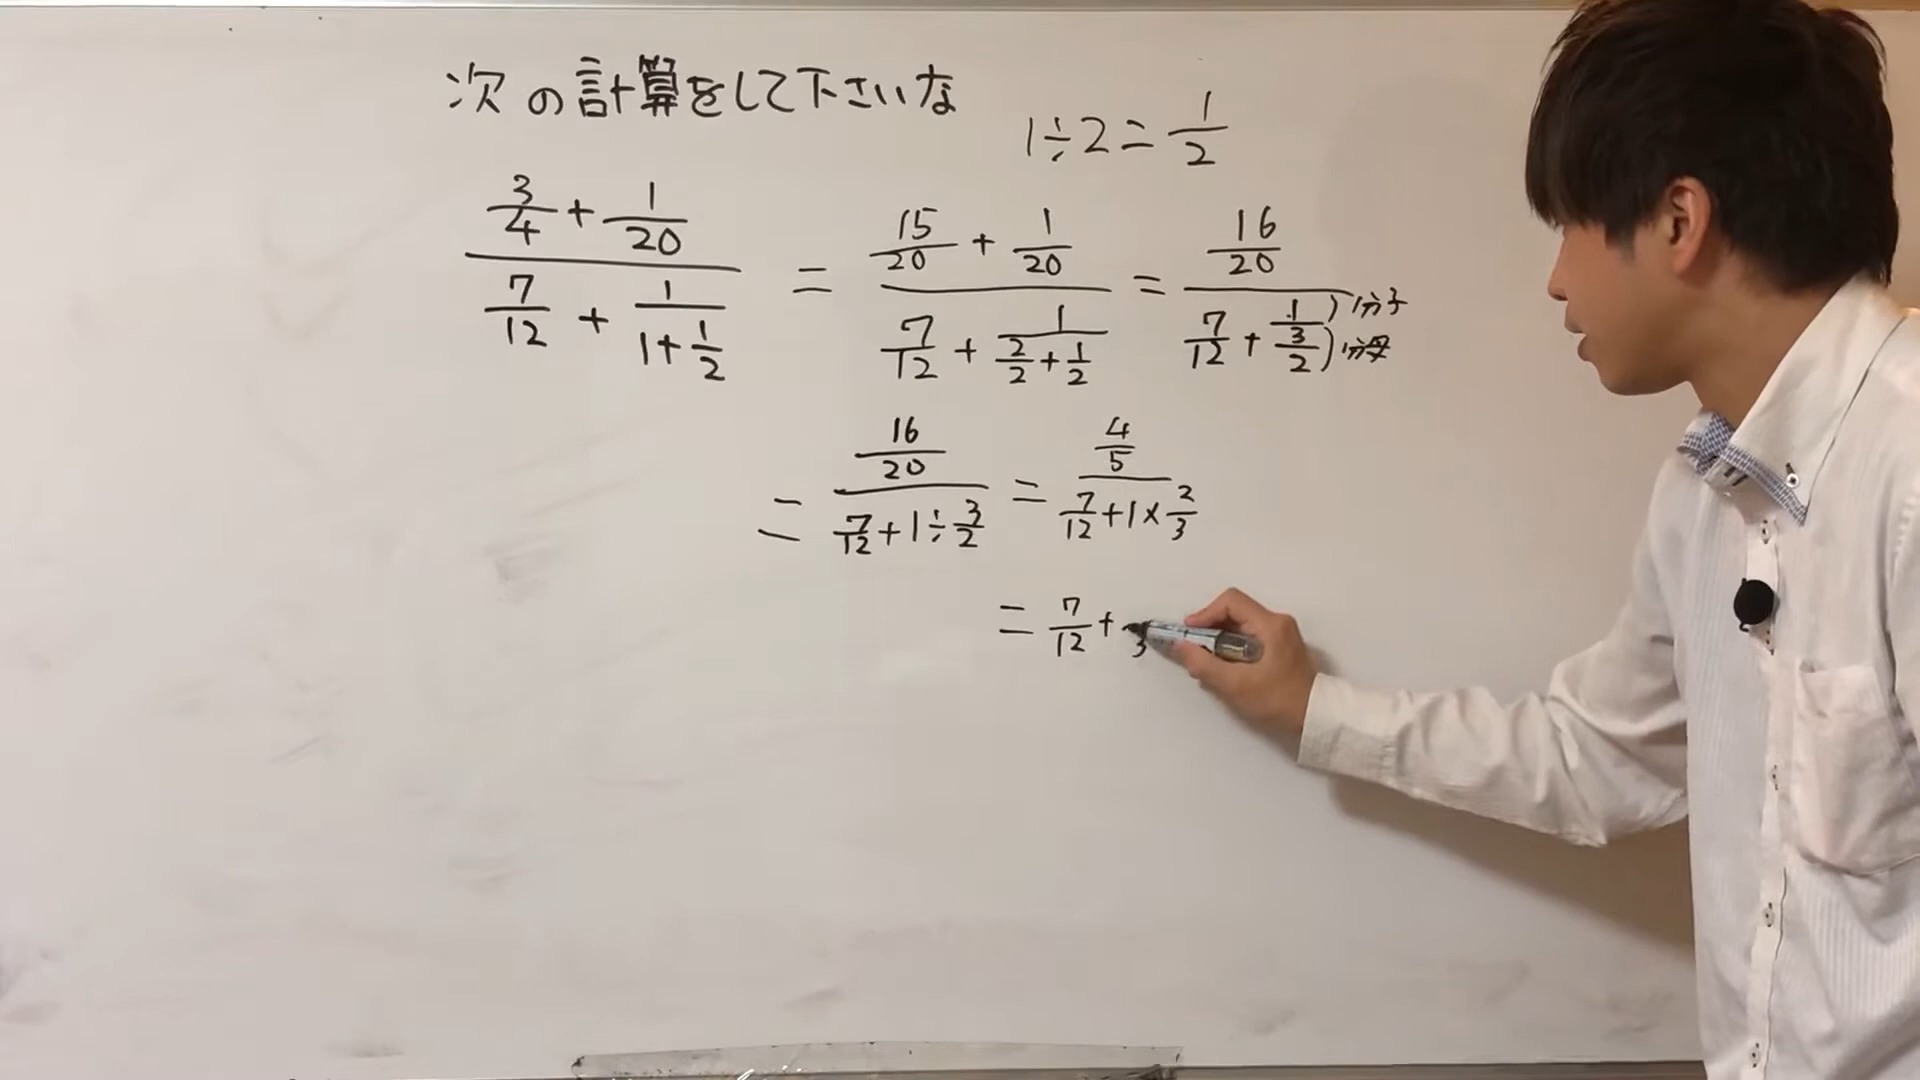 次の計算をして下さいな
1÷2=1/2
(3/4+1/20)/(7/12+1/(1+1/2)) = (15/20+1/20)/(7/12+1/(2/2+1/2)) = (16/20)/(7/12+1/(3/2)) )分子 )分母
= (16/20)/(7/12+1÷3/2) = (4/5)/(7/12+1×2/3)
= 7/12 +